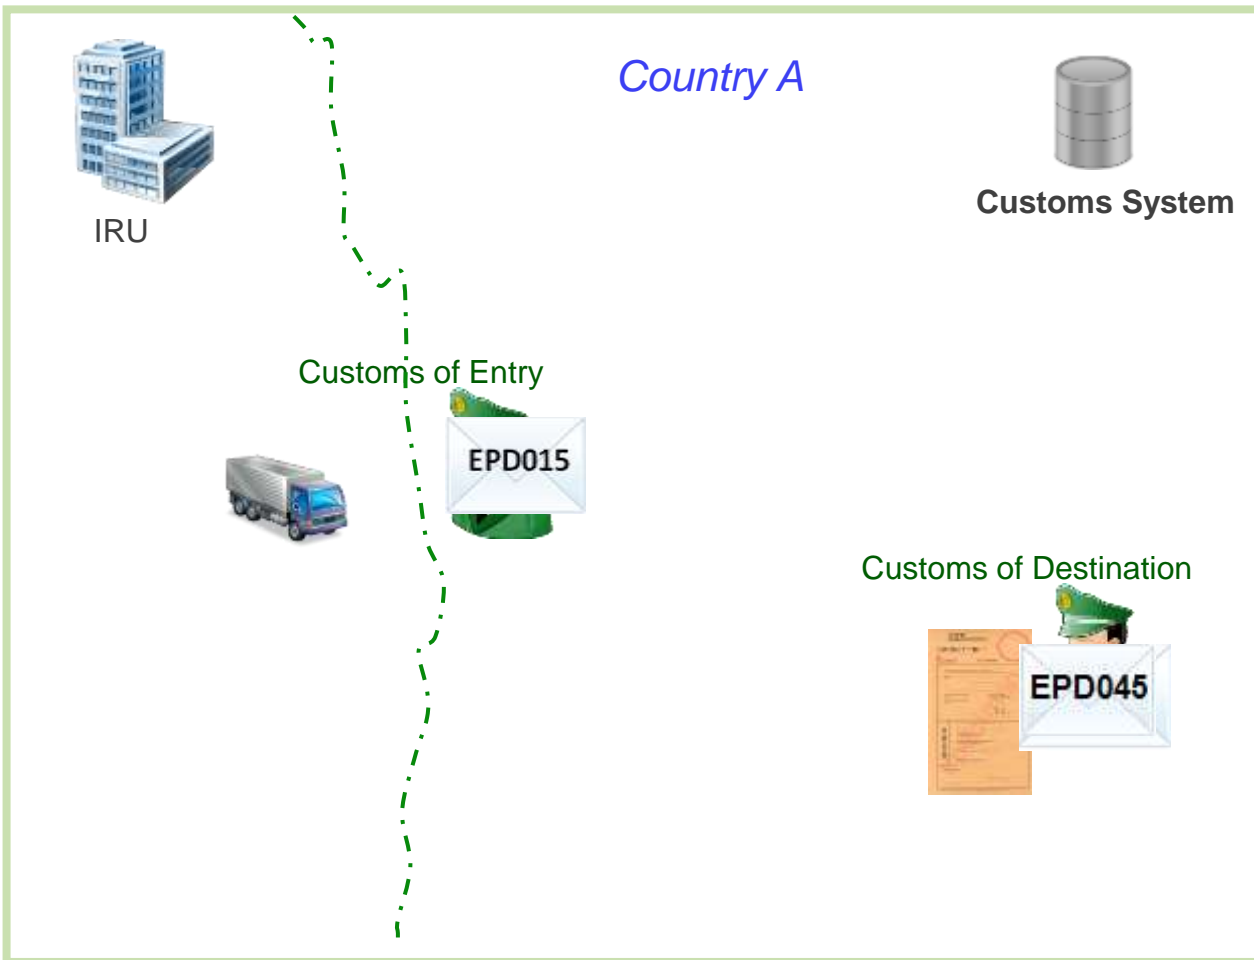 Country A
IRU
Customs System
Customs of Entry
EPD015
Customs of Destination
EPD045